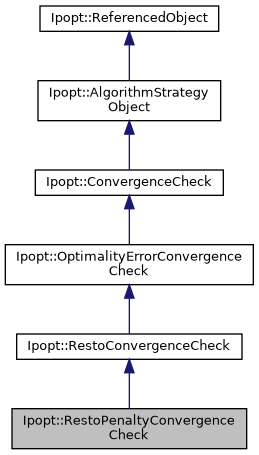 Ipopt::ReferencedObject
Ipopt::AlgorithmStrategy
Object
Ipopt::ConvergenceCheck
Ipopt::OptimalityErrorConvergence
Check
Ipopt::RestoConvergenceCheck
Ipopt::RestoPenaltyConvergence
Check